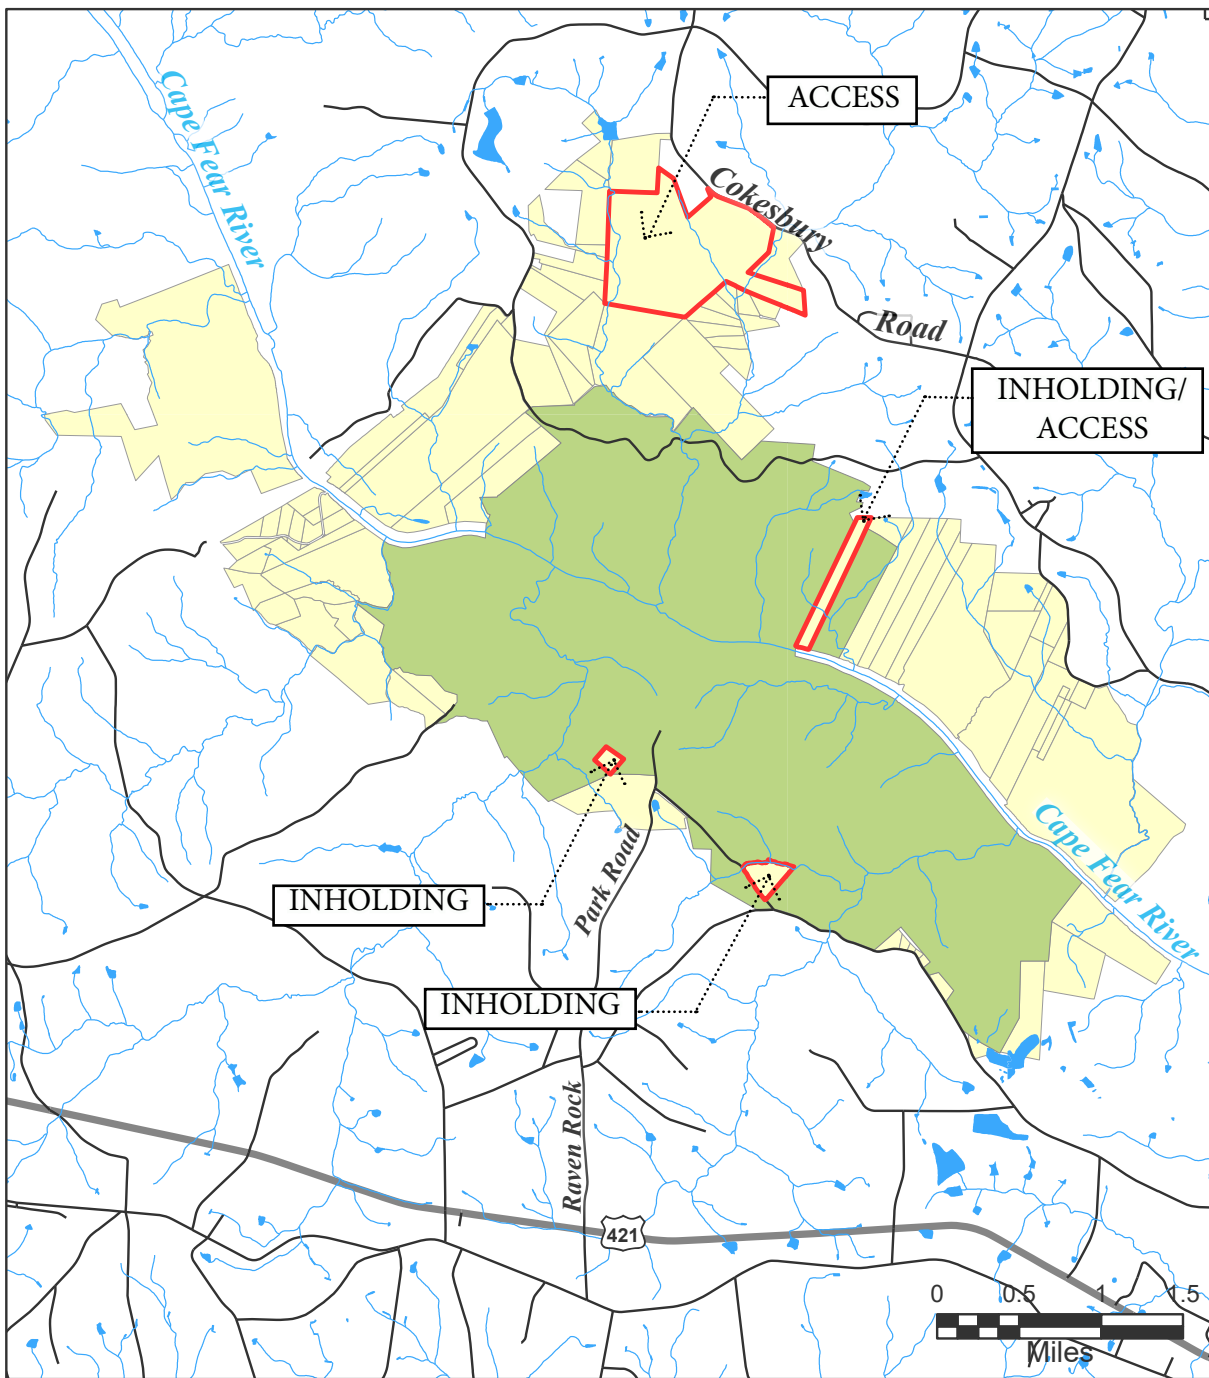 ACCESS
Cape Fear River
Cokesbury
Road
INHOLDING/
ACCESS
Cape Fear River
Park Road
INHOLDING
INHOLDING
Raven Rock
421
0 0.5 1 1.5
Miles